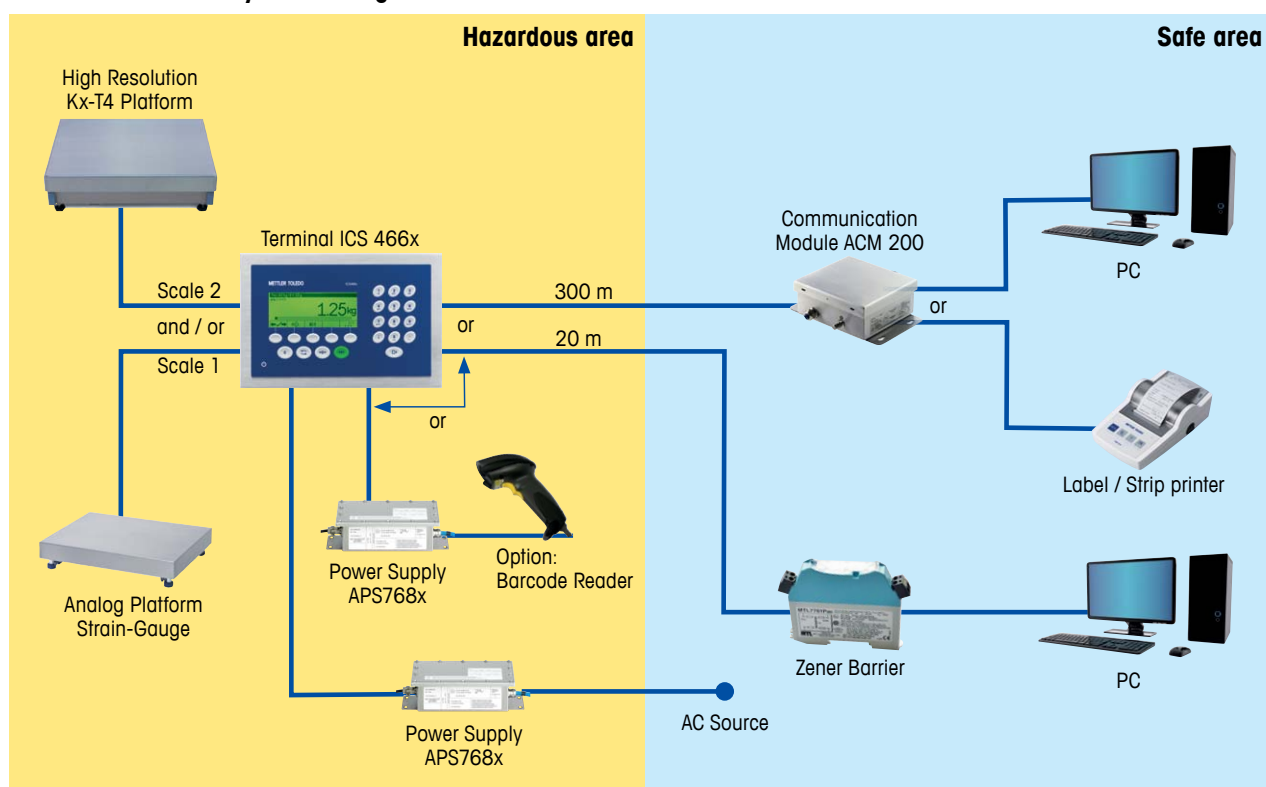 Hazardous area
Safe area
High Resolution
Kx-T4 Platform
Terminal ICS 466x
METTLER TOLEDO
1.25kg
Scale 2
and / or
Scale 1
300 m
or
20 m
or
Communication
Module ACM 200
or
PC
Label / Strip printer
Analog Platform
Strain-Gauge
Power Supply
APS768x
Option:
Barcode Reader
Zener Barrier
PC
Power Supply
APS768x
AC Source